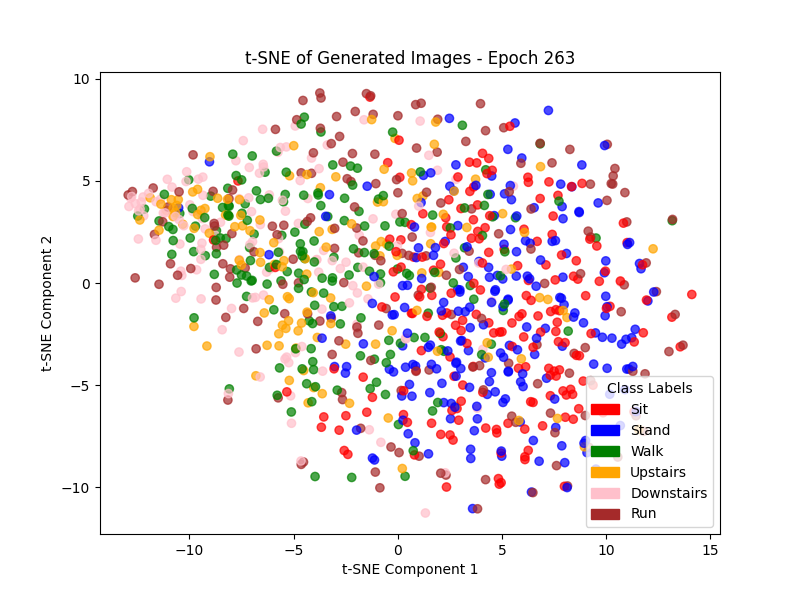 t-SNE of Generated Images - Epoch 263
t-SNE Component 2
10
5
0
−5
−10
Class Labels
Sit
Stand
Walk
Upstairs
Downstairs
Run
−10
−5
0
5
10
15
t-SNE Component 1